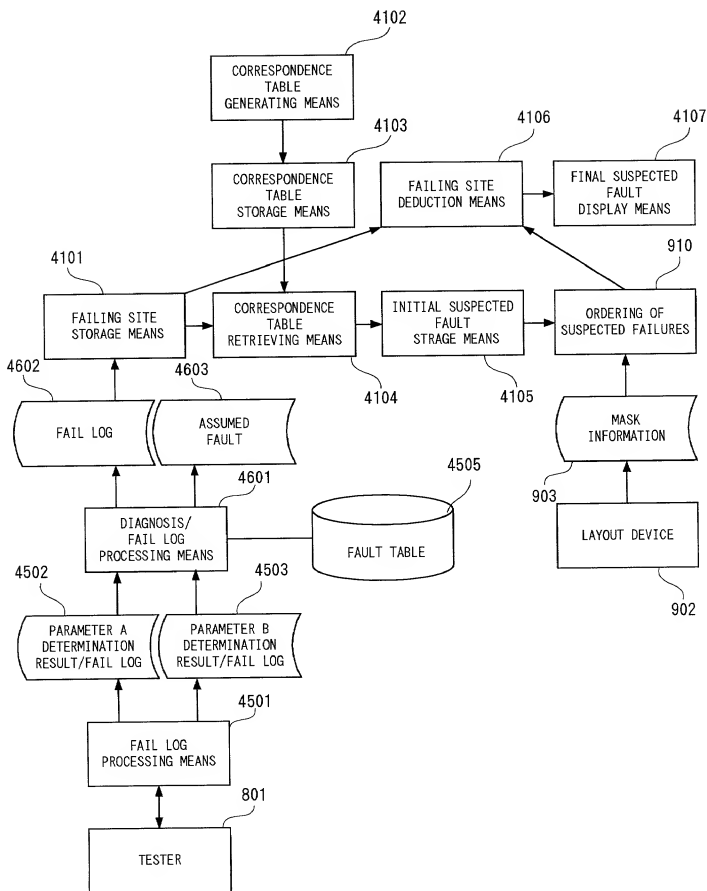 4102
CORRESPONDENCE
TABLE
GENERATING MEANS
4103
CORRESPONDENCE
TABLE
STORAGE MEANS
4106
FAILING SITE
DEDUCTION MEANS
4107
FINAL SUSPECTED
FAULT
DISPLAY MEANS
4101
FAILING SITE
STORAGE MEANS
CORRESPONDENCE
TABLE
RETRIEVING MEANS
4104
INITIAL SUSPECTED
FAULT
STRAGE MEANS
4105
910
ORDERING OF
SUSPECTED FAILURES
4602
FAIL LOG
4603
ASSUMED
FAULT
MASK
INFORMATION
903
4601
DIAGNOSIS/
FAIL LOG
PROCESSING MEANS
4505
FAULT TABLE
LAYOUT DEVICE
902
4502
PARAMETER A
DETERMINATION
RESULT/FAIL LOG
4503
PARAMETER B
DETERMINATION
RESULT/FAIL LOG
4501
FAIL LOG
PROCESSING MEANS
801
TESTER